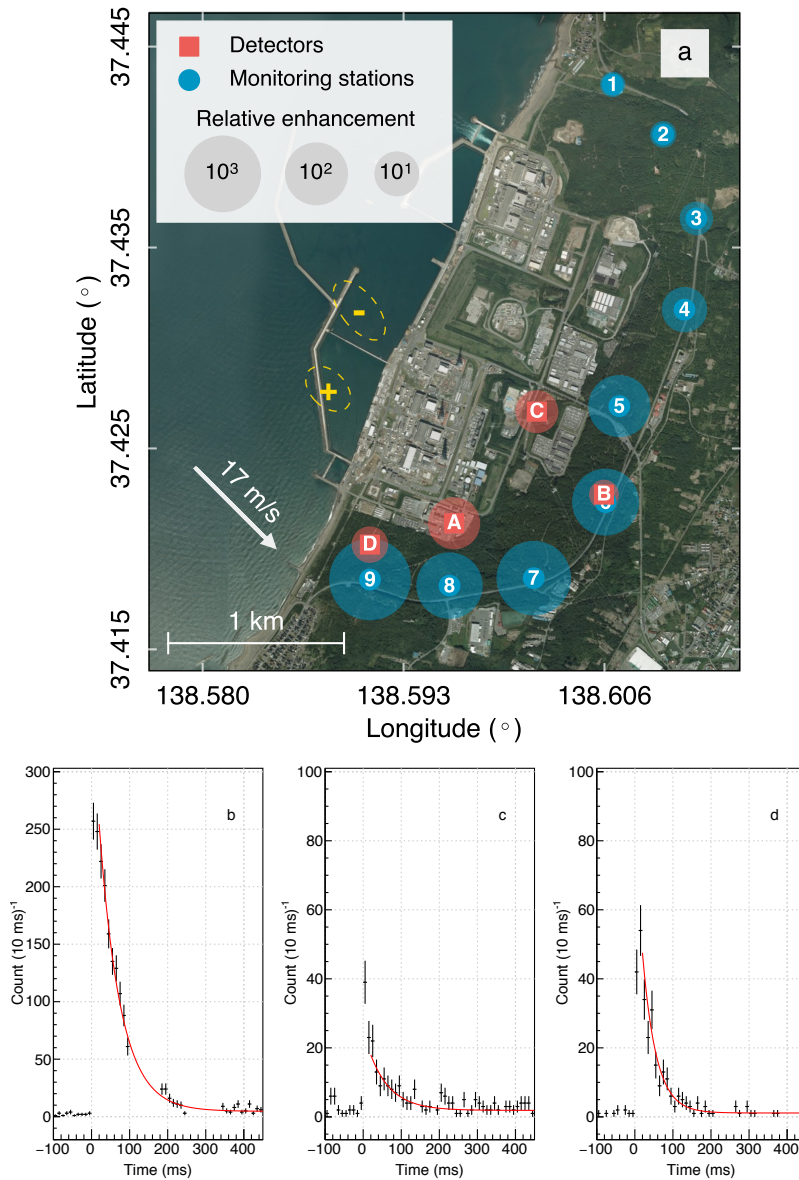 37.445
37.435
37.425
37.415
Latitude (°)
Detectors
Monitoring stations
Relative enhancement
10³ 10² 10¹
a
1
2
3
4
-
+
C
5
B
17 m/s
A
D
9
8
7
1 km
138.580 138.593 138.606
Longitude (°)
b
300
250
200
150
100
50
0
Count (10 ms)⁻¹
−100 0 100 200 300 400
Time (ms)
c
100
80
60
40
20
0
Count (10 ms)⁻¹
−100 0 100 200 300 400
Time (ms)
d
100
80
60
40
20
0
Count (10 ms)⁻¹
−100 0 100 200 300 400
Time (ms)